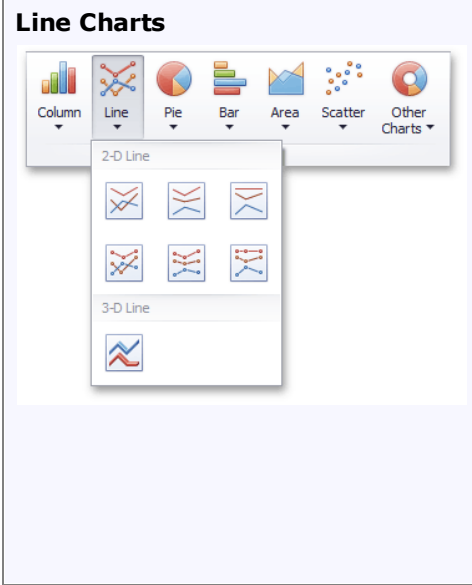 Line Charts
Column Line Pie Bar Area Scatter Other Charts
2-D Line
3-D Line